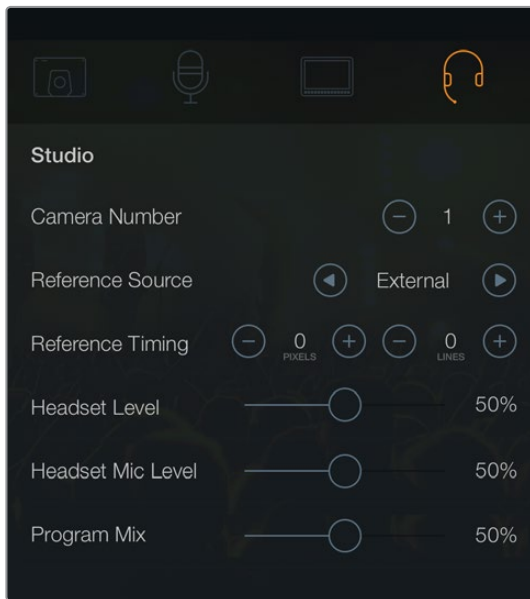 Studio
Camera Number 1
Reference Source External
Reference Timing 0 PIXELS 0 LINES
Headset Level 50%
Headset Mic Level 50%
Program Mix 50%